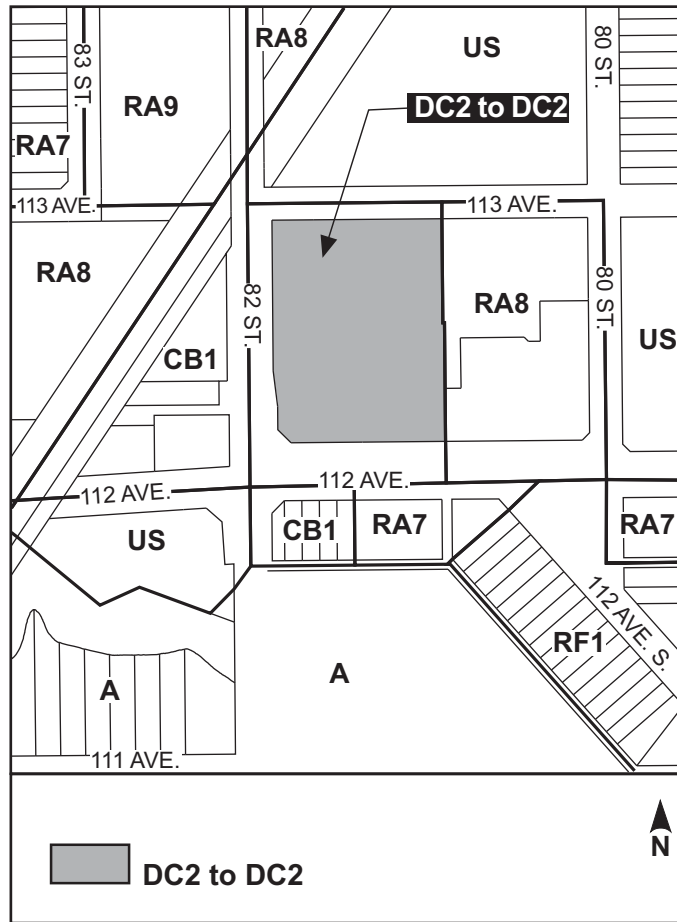 RA8
US
80 ST.
83 ST.
RA9
DC2 to DC2
RA7
113 AVE.
113 AVE.
RA8
82 ST.
RA8
80 ST.
US
CB1
112 AVE.
112 AVE.
US
CB1
RA7
RA7
112 AVE. S.
RF1
A
A
111 AVE.
N
DC2 to DC2